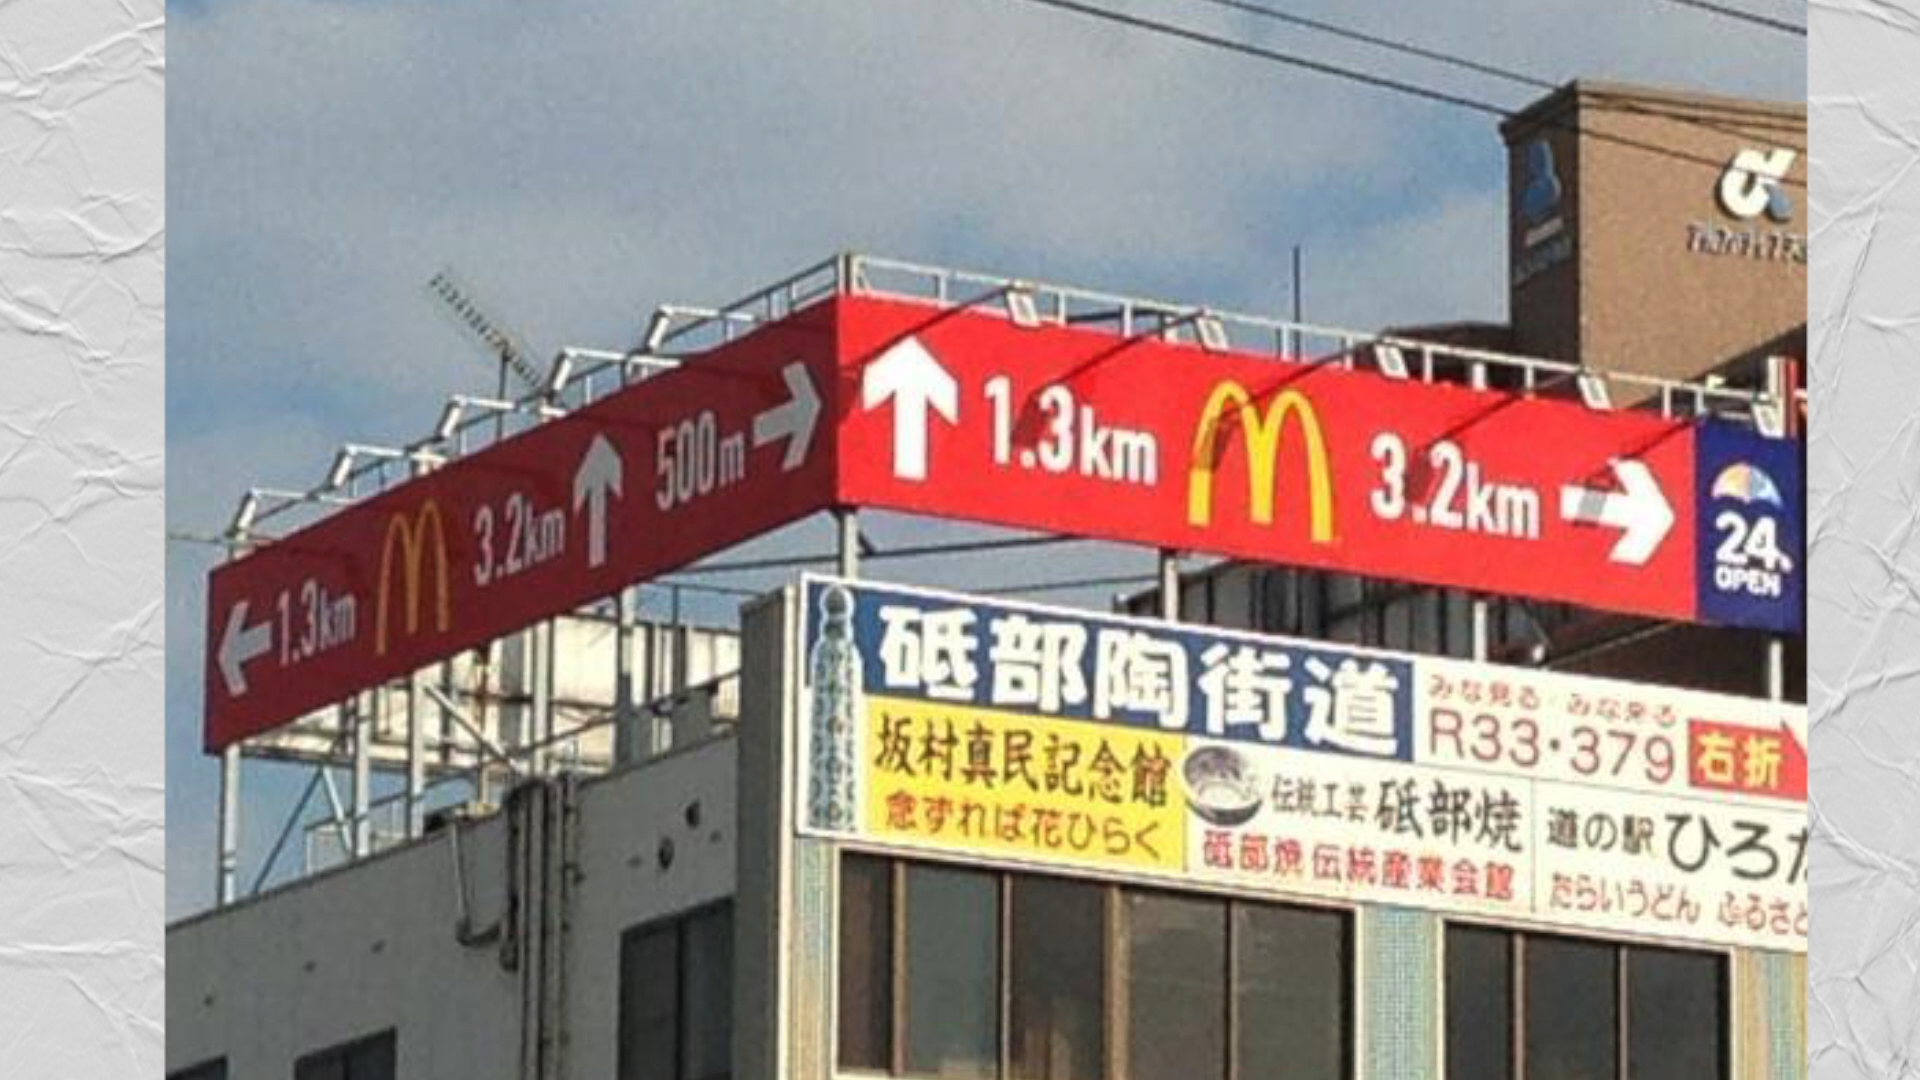 ← 1.3km M 3.2km ↑ 500m →
↑ 1.3km M 3.2km →
24h
OPEN
砥部陶街道
みな見る・みな来る
R33・379
右折
坂村真民記念館
念ずれば花ひらく
伝統工芸 砥部焼
砥部焼伝統産業会館
道の駅 ひろた
たらいうどん ふるさと